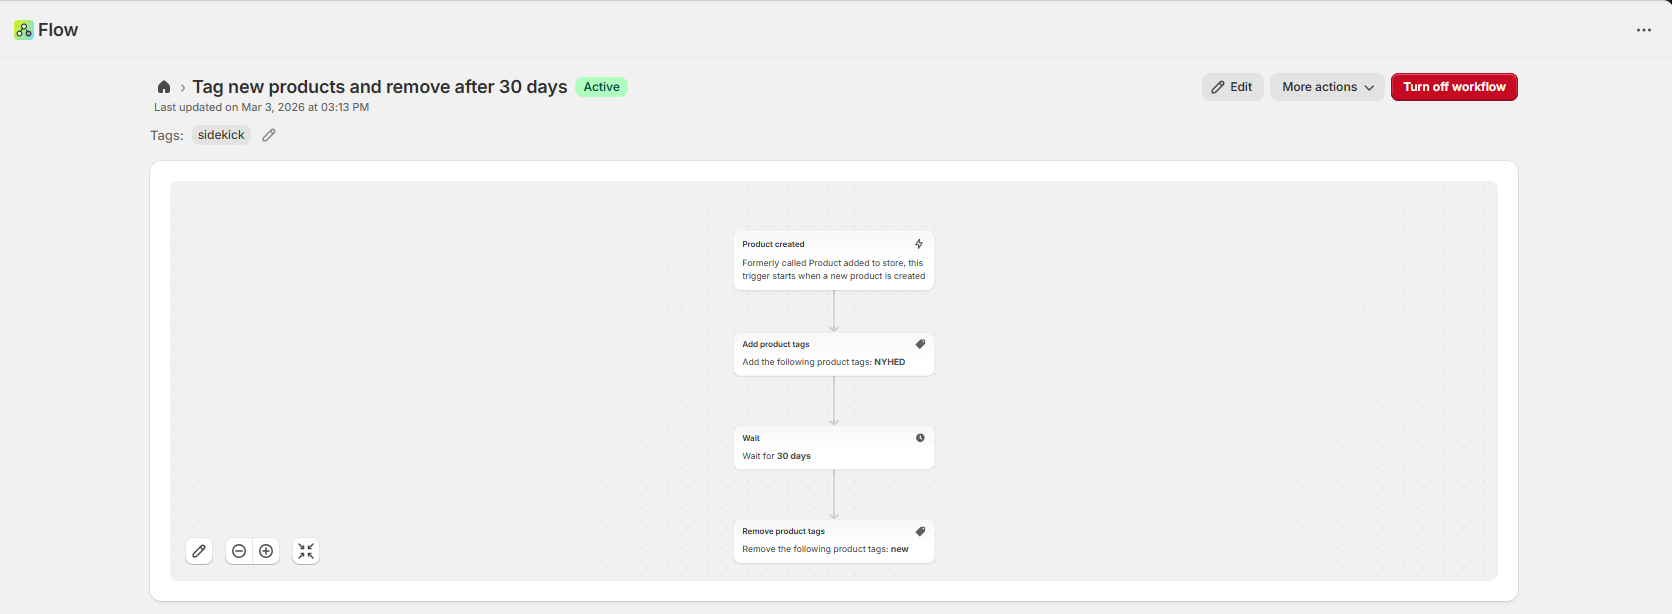 Flow
Tag new products and remove after 30 days
Active
Edit
More actions
Turn off workflow
Last updated on Mar 3, 2026 at 03:13 PM
Tags: sidekick
Product created
Formerly called Product added to store, this
trigger starts when a new product is created
Add product tags
Add the following product tags: NYHED
Wait
Wait for 30 days
Remove product tags
Remove the following product tags: new